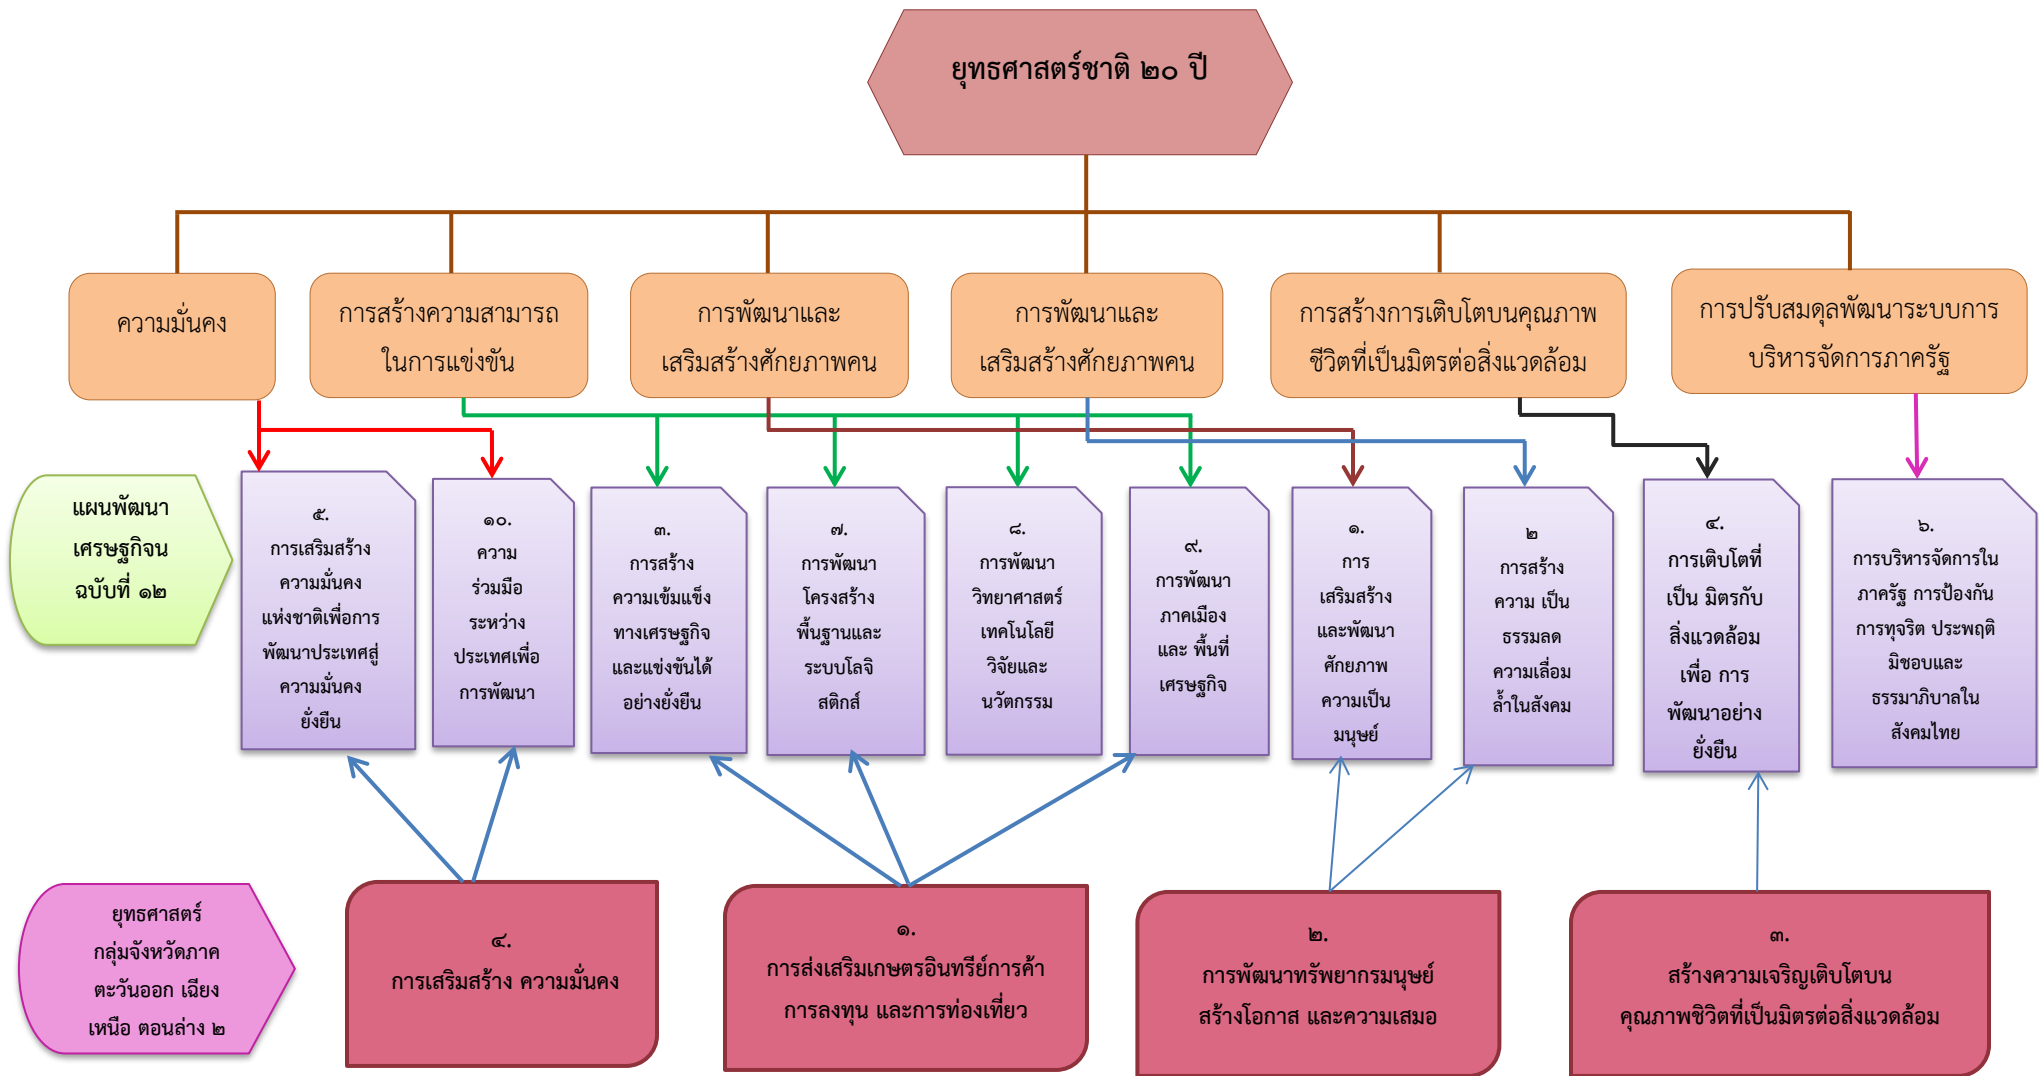 ยุทธศาสตร์ชาติ ๒๐ ปี
ความมั่นคง
การสร้างความสามารถ
ในการแข่งขัน
การพัฒนาและ
เสริมสร้างศักยภาพคน
การพัฒนาและ
เสริมสร้างศักยภาพคน
การสร้างการเติบโตบนคุณภาพ
ชีวิตที่เป็นมิตรต่อสิ่งแวดล้อม
การปรับสมดุลพัฒนาระบบการ
บริหารจัดการภาครัฐ
แผนพัฒนา
เศรษฐกิจน
ฉบับที่ ๑๒
๕.
การเสริมสร้าง
ความมั่นคง
แห่งชาติเพื่อการ
พัฒนาประเทศสู่
ความมั่นคง
ยั่งยืน
๑๐.
ความ
ร่วมมือ
ระหว่าง
ประเทศเพื่อ
การพัฒนา
๓.
การสร้าง
ความเข้มแข็ง
ทางเศรษฐกิจ
และแข่งขันได้
อย่างยั่งยืน
๗.
การพัฒนา
โครงสร้าง
พื้นฐานและ
ระบบโลจิ
สติกส์
๘.
การพัฒนา
วิทยาศาสตร์
เทคโนโลยี
วิจัยและ
นวัตกรรม
๙.
การพัฒนา
ภาคเมือง
และ พื้นที่
เศรษฐกิจ
๑.
การ
เสริมสร้าง
และพัฒนา
ศักยภาพ
ความเป็น
มนุษย์
๒
การสร้าง
ความ เป็น
ธรรมลด
ความเลื่อม
ล้ำในสังคม
๔.
การเติบโตที่
เป็น มิตรกับ
สิ่งแวดล้อม
เพื่อ การ
พัฒนาอย่าง
ยั่งยืน
๖.
การบริหารจัดการใน
ภาครัฐ การป้องกัน
การทุจริต ประพฤติ
มิชอบและ
ธรรมาภิบาลใน
สังคมไทย
ยุทธศาสตร์
กลุ่มจังหวัดภาค
ตะวันออก เฉียง
เหนือ ตอนล่าง ๒
๔.
การเสริมสร้าง ความมั่นคง
๑.
การส่งเสริมเกษตรอินทรีย์การค้า
การลงทุน และการท่องเที่ยว
๒.
การพัฒนาทรัพยากรมนุษย์
สร้างโอกาส และความเสมอ
๓.
สร้างความเจริญเติบโตบน
คุณภาพชิวิตที่เป็นมิตรต่อสิ่งแวดล้อม